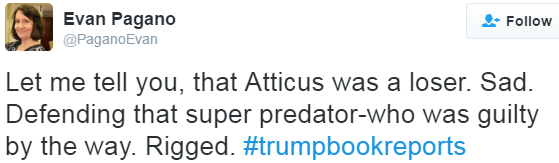 Evan Pagano
Follow
@PaganoEvan
Let me tell you, that Atticus was a loser. Sad.
Defending that super predator-who was guilty
by the way. Rigged. #trumpbookreports